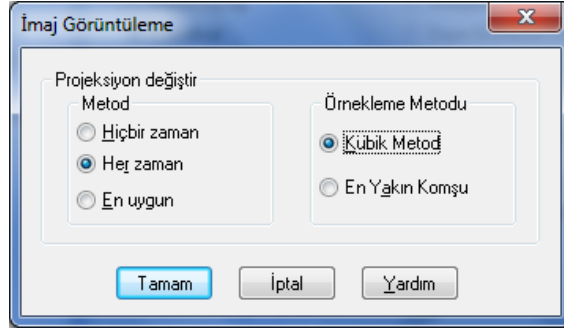 İmaj Görüntüleme
Projeksiyon değiştir
Metod
Hiçbir zaman
Her zaman
En uygun
Örnekleme Metodu
Kübik Metod
En Yakın Komşu
Tamam
İptal
Yardım